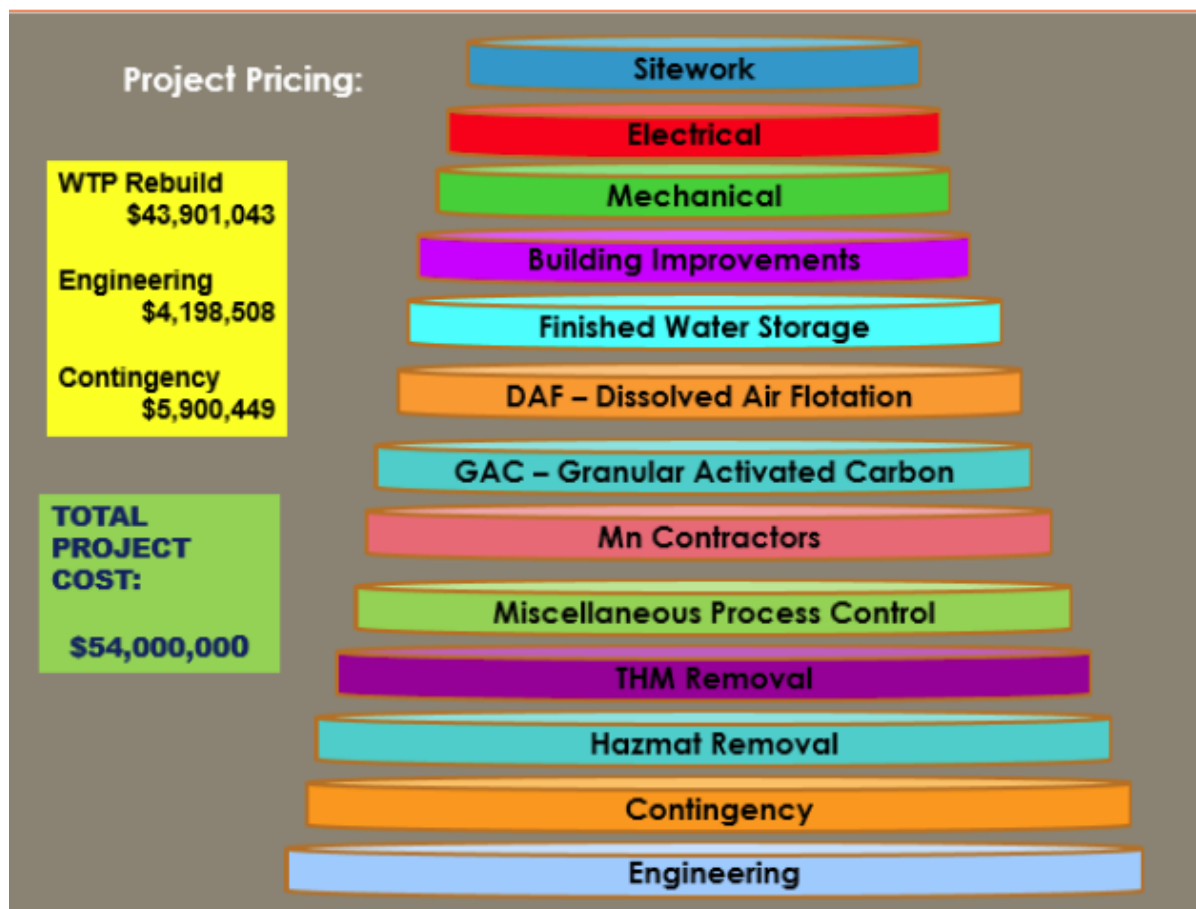 Project Pricing:
WTP Rebuild
$43,901,043
Engineering
$4,198,508
Contingency
$5,900,449
TOTAL
PROJECT
COST:
$54,000,000
Sitework
Electrical
Mechanical
Building Improvements
Finished Water Storage
DAF – Dissolved Air Flotation
GAC – Granular Activated Carbon
Mn Contractors
Miscellaneous Process Control
THM Removal
Hazmat Removal
Contingency
Engineering